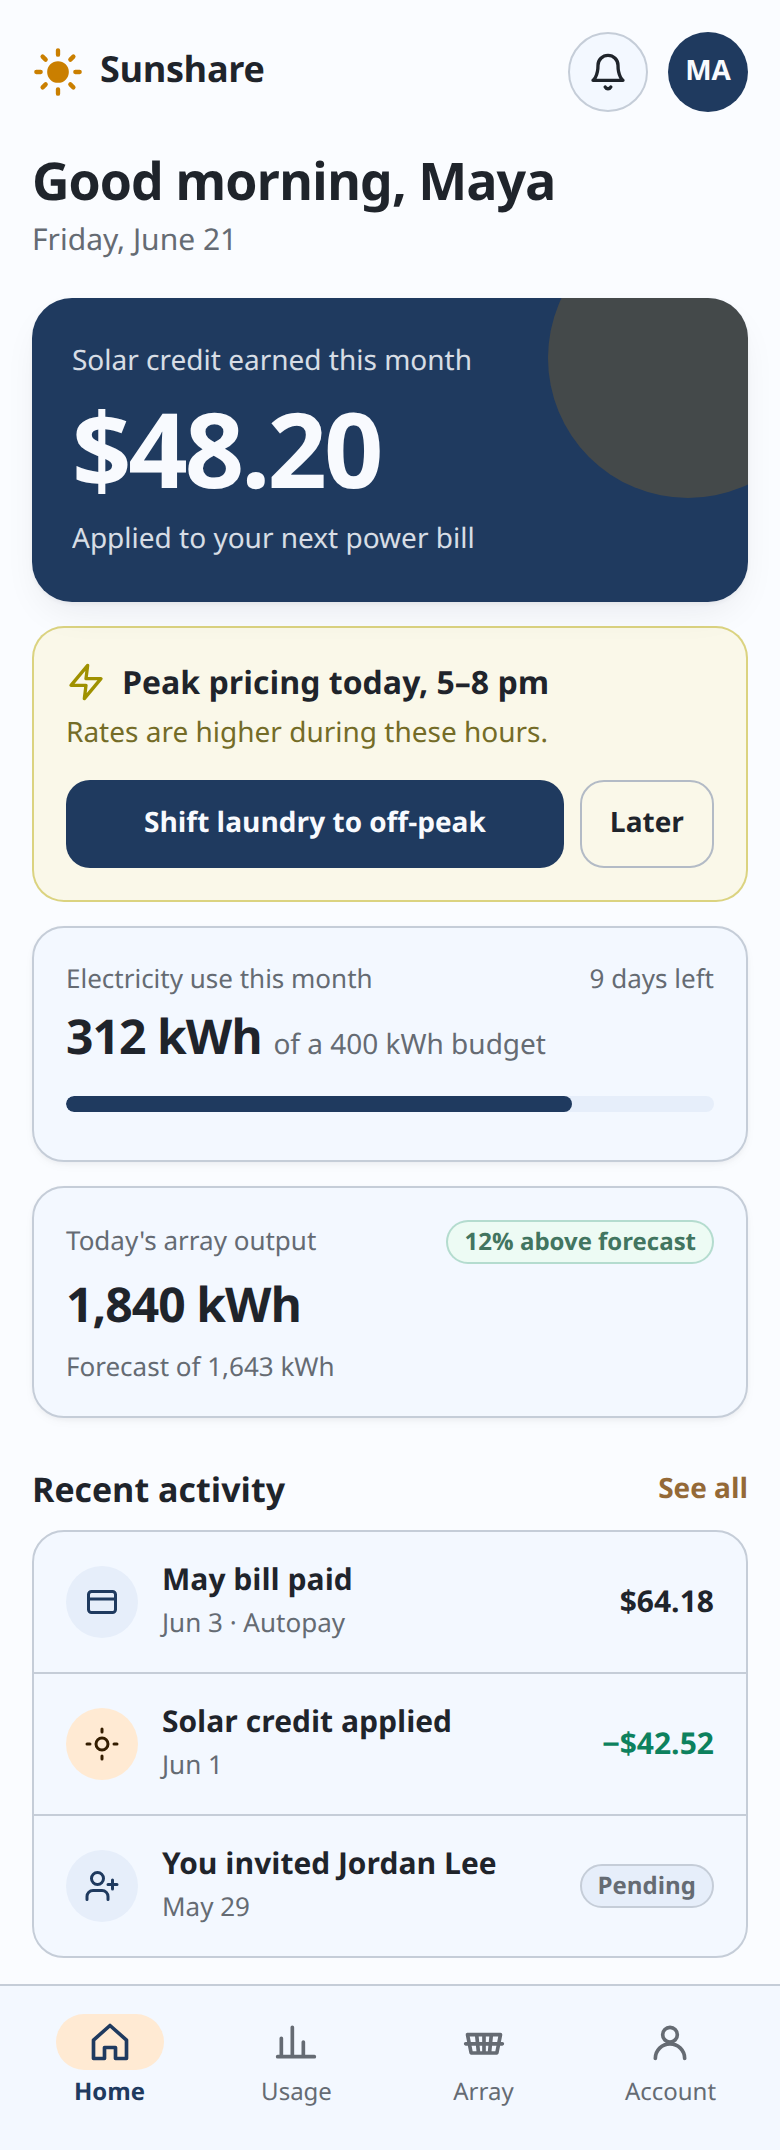 Sunshare
MA
Good morning, Maya
Friday, June 21
Solar credit earned this month
$48.20
Applied to your next power bill
Peak pricing today, 5–8 pm
Rates are higher during these hours.
Shift laundry to off-peak
Later
Electricity use this month
9 days left
312 kWh of a 400 kWh budget
Today's array output
12% above forecast
1,840 kWh
Forecast of 1,643 kWh
Recent activity
See all
May bill paid
Jun 3 · Autopay
$64.18
Solar credit applied
Jun 1
−$42.52
You invited Jordan Lee
May 29
Pending
Home
Usage
Array
Account